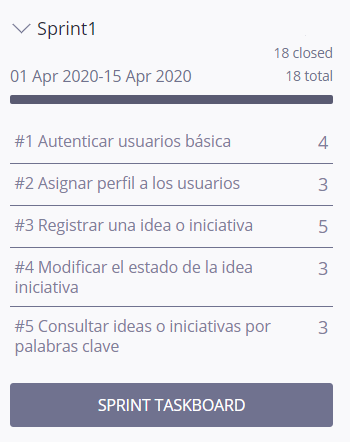 Sprint1
18 closed
01 Apr 2020-15 Apr 2020 18 total
#1 Autenticar usuarios básica 4
#2 Asignar perfil a los usuarios 3
#3 Registrar una idea o iniciativa 5
#4 Modificar el estado de la idea 3
iniciativa
#5 Consultar ideas o iniciativas por 3
palabras clave
SPRINT TASKBOARD